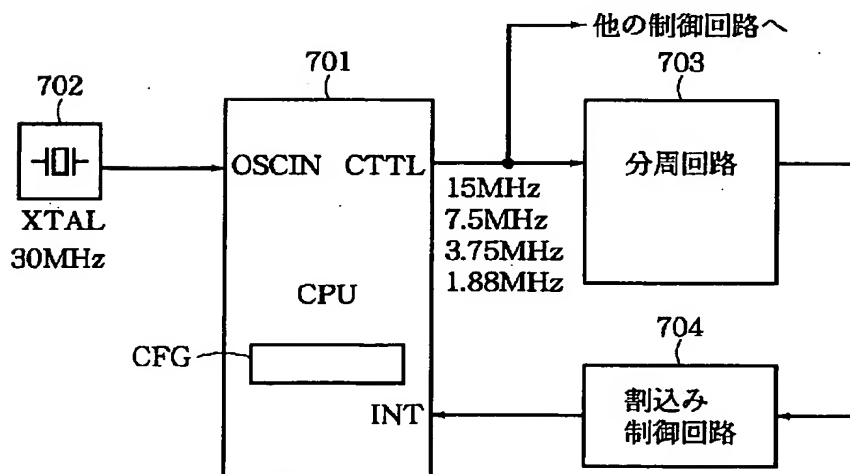 他の制御回路へ
701
702
703
OSCIN
CTTL
分周回路
XTAL
30MHz
15MHz
7.5MHz
3.75MHz
1.88MHz
CPU
CFG
704
INT
割込み
制御回路